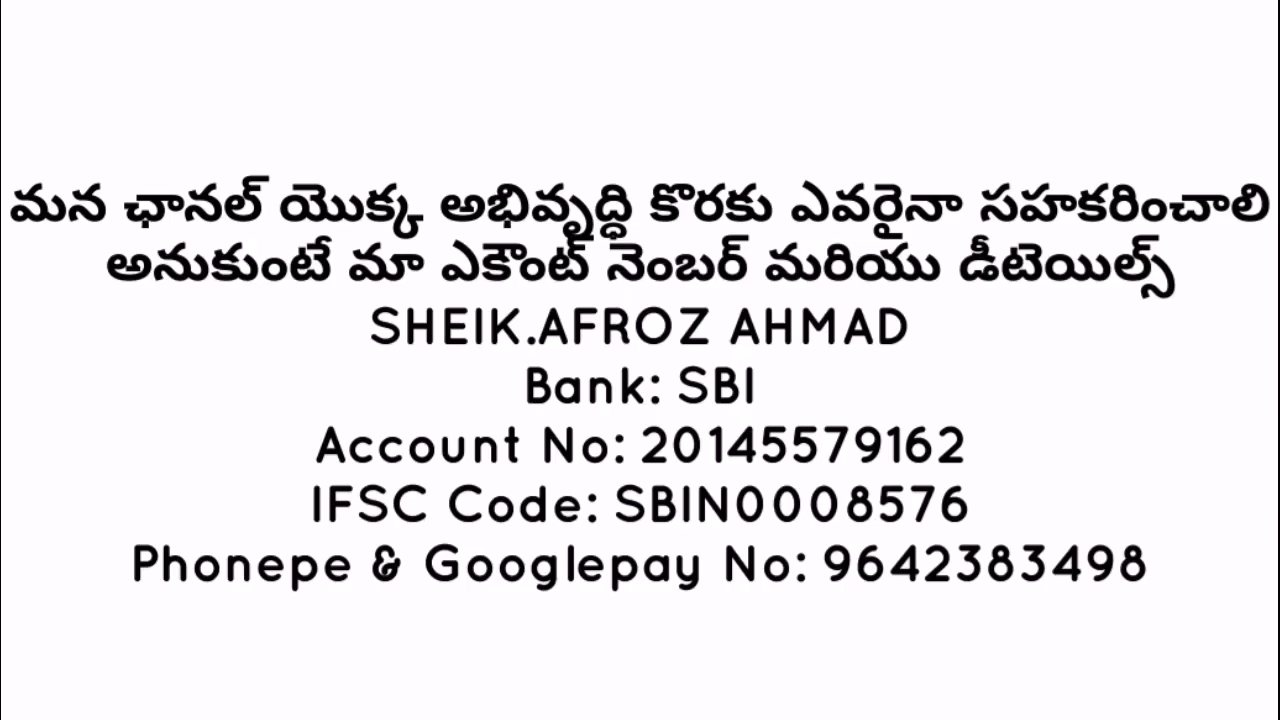 మన ఛానల్ యొక్క అభివృద్ధి కొరకు ఎవరైనా సహకరించాలి
అనుకుంటే మా ఎకౌంట్ నెంబర్ మరియు డీటెయిల్స్
SHEIK.AFROZ AHMAD
Bank: SBI
Account No: 20145579162
IFSC Code: SBIN0008576
Phonepe & Googlepay No: 9642383498